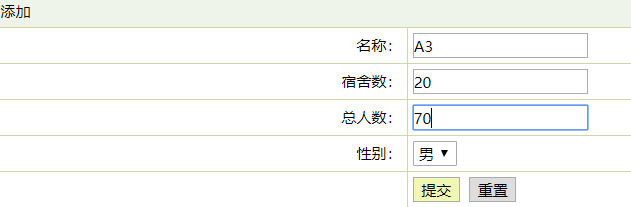 添加
名称： A3
宿舍数： 20
总人数： 70
性别： 男
提交 重置